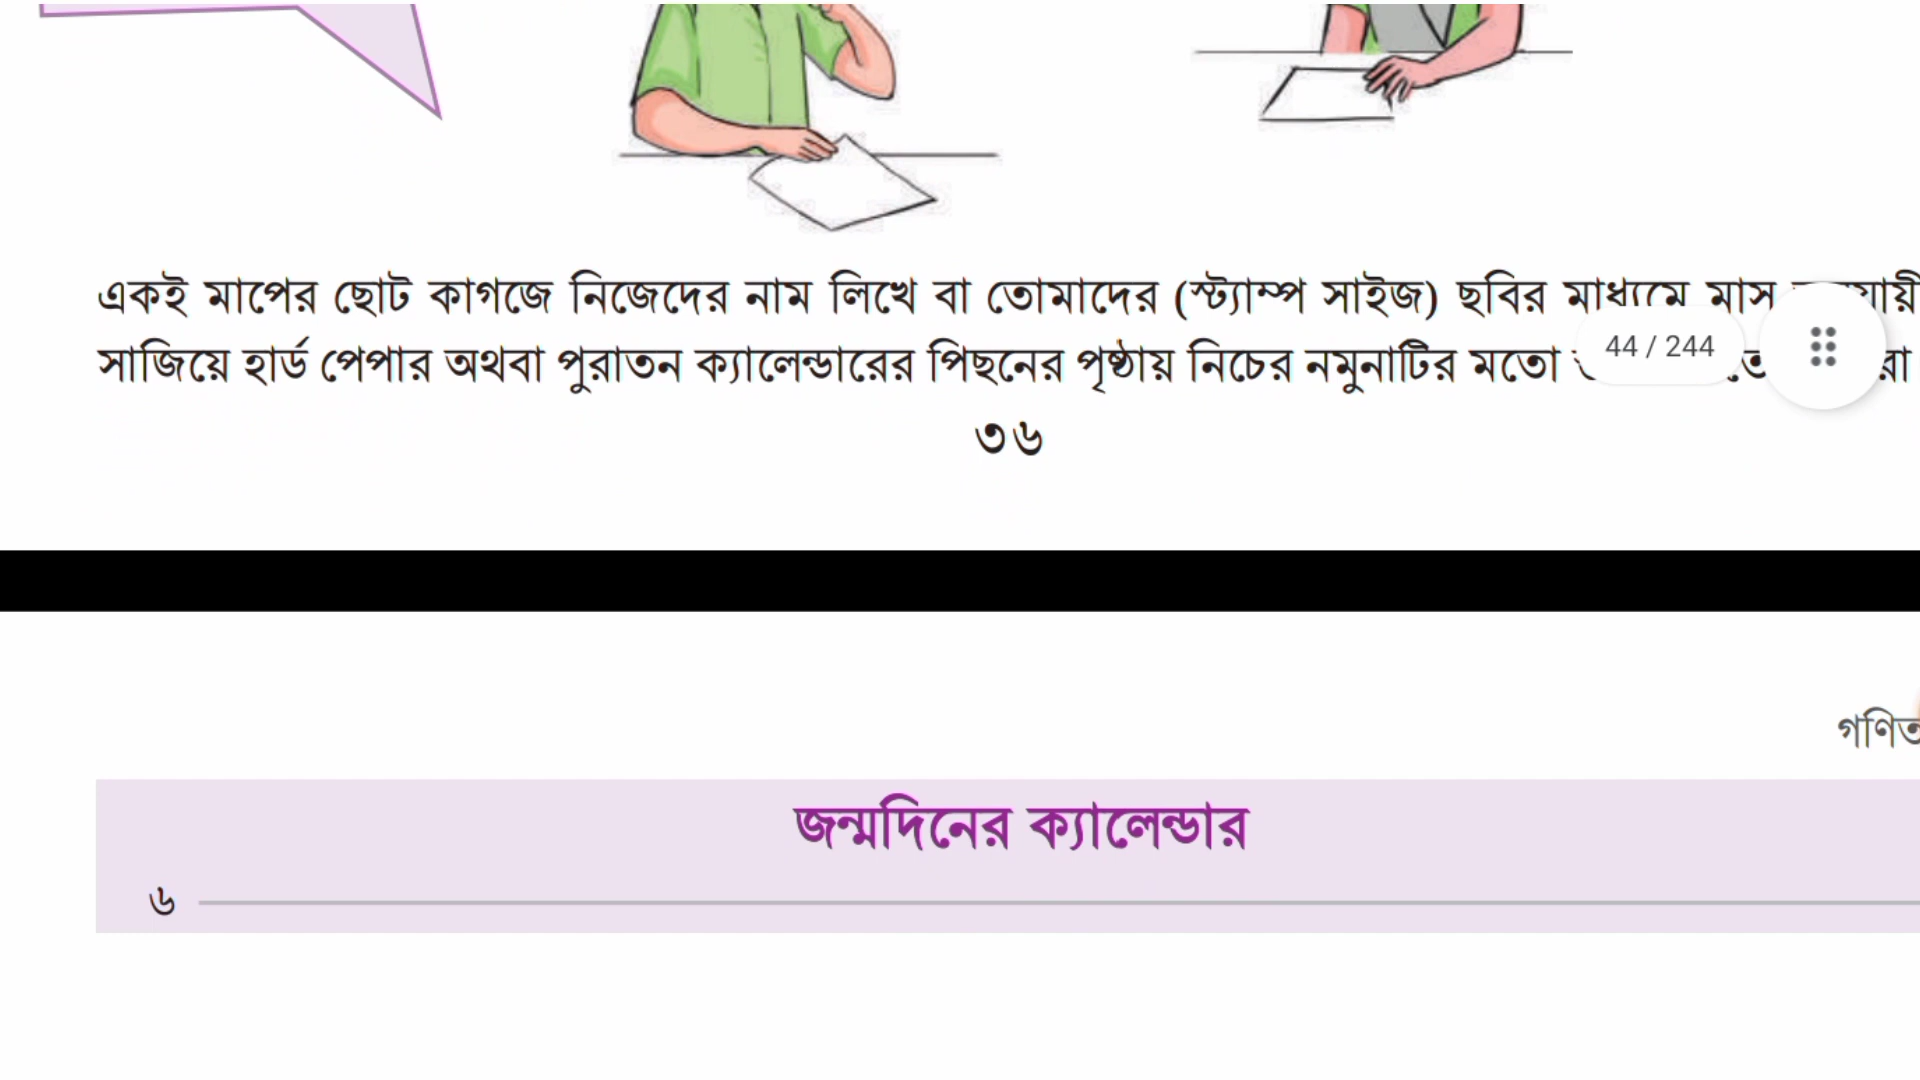 একই মাপের ছোট কাগজে নিজেদের নাম লিখে বা তোমাদের (স্ট্যাম্প সাইজ) ছবির মাধ্যমে মাস
সাজিয়ে হার্ড পেপার অথবা পুরাতন ক্যালেন্ডারের পিছনের পৃষ্ঠায় নিচের নমুনাটির মতো
44 / 244
৩৬
গণিত
জন্মদিনের ক্যালেন্ডার
৬